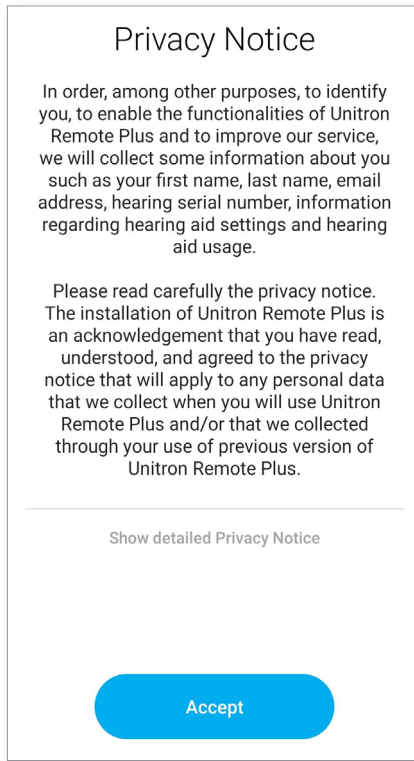 Privacy Notice
In order, among other purposes, to identify
you, to enable the functionalities of Unitron
Remote Plus and to improve our service,
we will collect some information about you
such as your first name, last name, email
address, hearing serial number, information
regarding hearing aid settings and hearing
aid usage.
Please read carefully the privacy notice.
The installation of Unitron Remote Plus is
an acknowledgement that you have read,
understood, and agreed to the privacy
notice that will apply to any personal data
that we collect when you will use Unitron
Remote Plus and/or that we collected
through your use of previous version of
Unitron Remote Plus.
Show detailed Privacy Notice
Accept